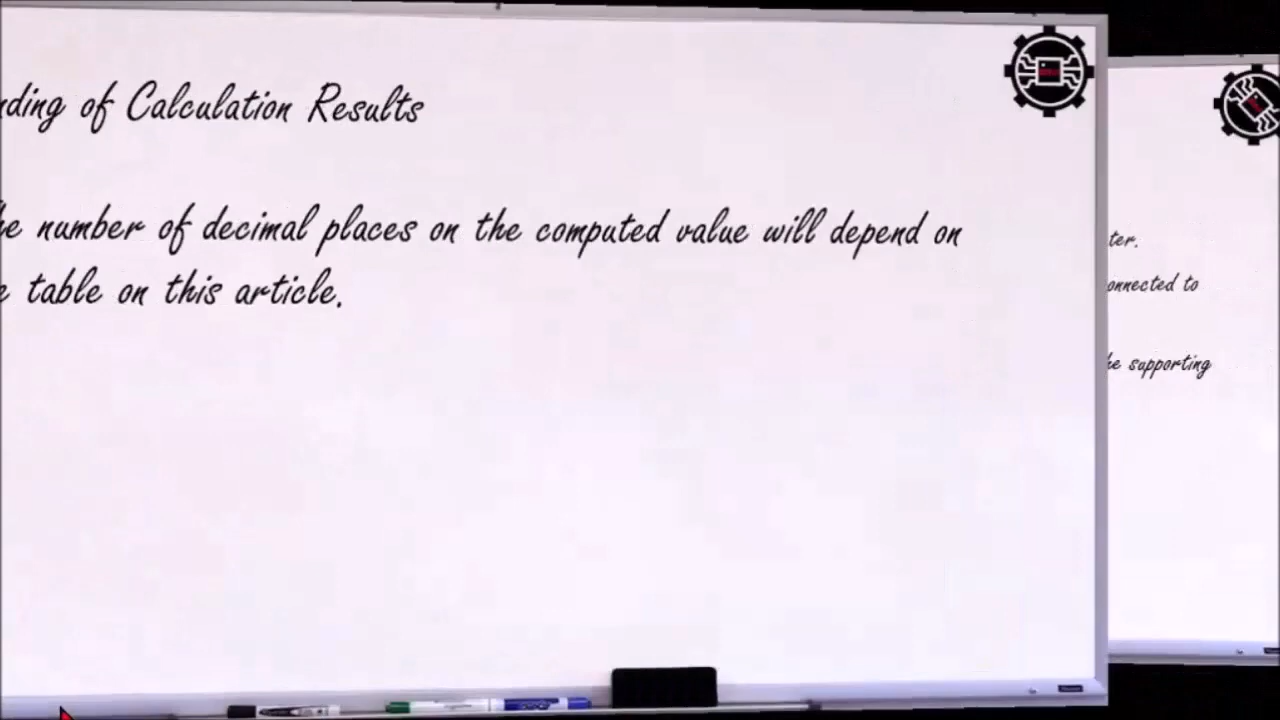 nding of Calculation Results
he number of decimal places on the computed value will depend on
e table on this article.
ter.
onnected to
he supporting